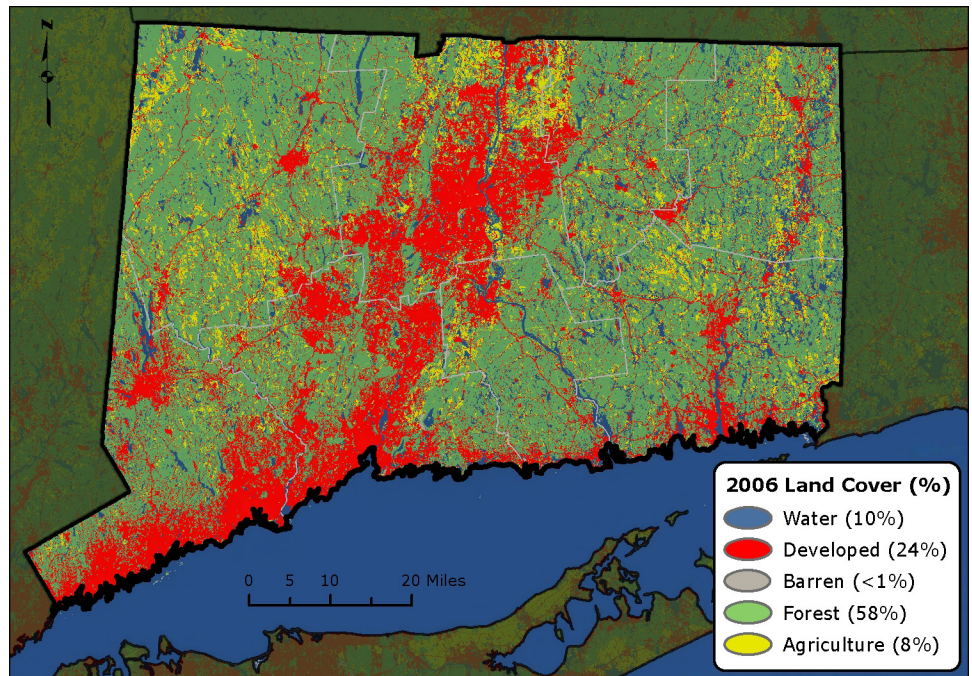 N
0 5 10 20 Miles
2006 Land Cover (%)
Water (10%)
Developed (24%)
Barren (<1%)
Forest (58%)
Agriculture (8%)